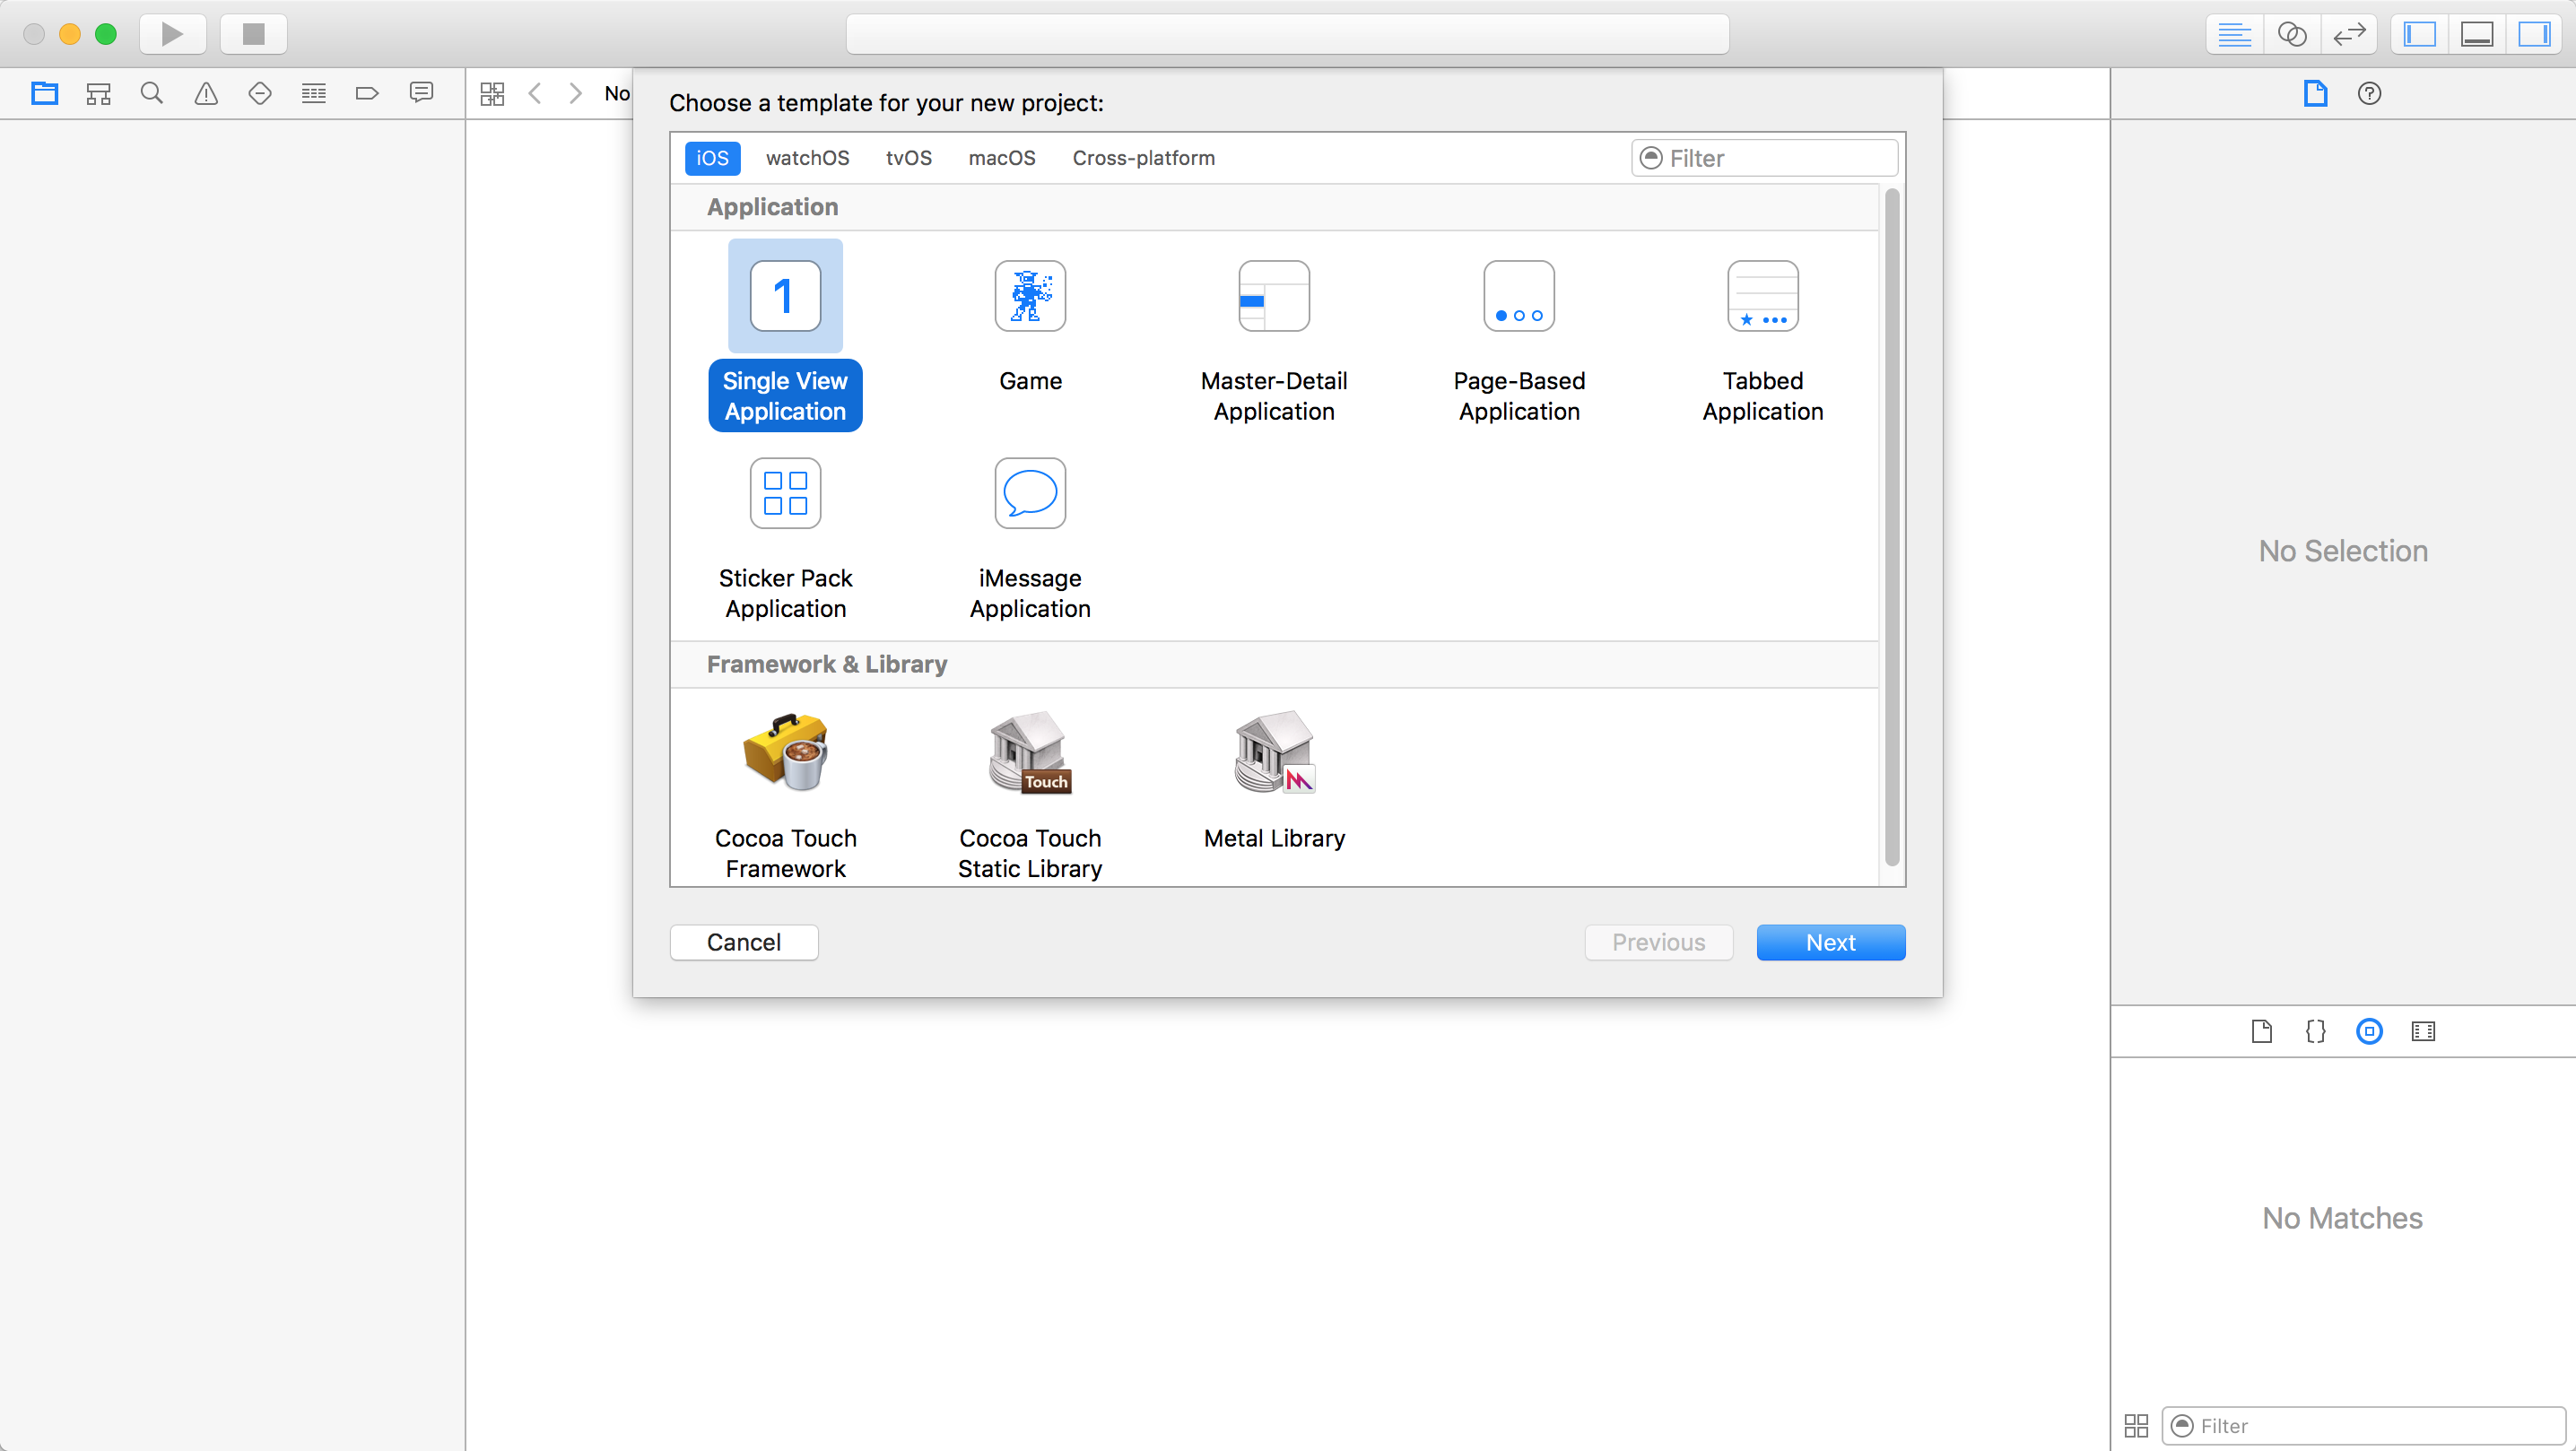 No
Choose a template for your new project:
iOS watchOS tvOS macOS Cross-platform
Filter
Application
1
Single View
Application
Game
Master-Detail
Application
Page-Based
Application
Tabbed
Application
Sticker Pack
Application
iMessage
Application
Framework & Library
Touch
Cocoa Touch
Framework
Cocoa Touch
Static Library
Metal Library
Cancel
Previous
Next
No Selection
No Matches
Filter